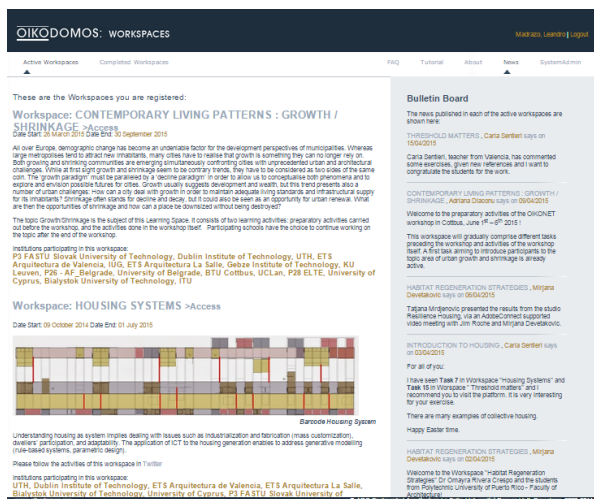 OIKODOMOS: WORKSPACES
Madrazo, Leandro | Logout
Active Workspaces Completed Workspaces FAQ Tutorial About News SystemAdmin
These are the Workspaces you are registered:
Workspace: CONTEMPORARY LIVING PATTERNS : GROWTH /
SHRINKAGE >Access
Date Start: 26 March 2015 Date End: 30 September 2015
All over Europe, demographic change has become an undeniable factor for the development perspectives of municipalities. Whereas
large metropolises tend to attract new inhabitants, many cities have to realise that growth is something they can no longer rely on.
Both growing and shrinking communities are emerging simultaneously confronting cities with unprecedented urban and architectural
challenges. While at first sight growth and shrinkage seem to be contrary trends, they have to be considered as two sides of the same
coin. The 'growth paradigm' must be paralleled by a 'decline paradigm' in order to allow us to conceptualise both phenomena and to
explore and envision possible futures for cities. Growth usually suggests development and wealth, but this trend presents also a
number of urban challenges: How can a city deal with growth in order to maintain adequate living standards and infrastructural supply
for its inhabitants? Shrinkage often stands for decline and decay, but it could also be seen as an opportunity for urban renewal. What
are then the opportunities of shrinkage and how can a place be downsized without being destroyed?
The topic Growth/Shrinkage is the subject of this Learning Space. It consists of two learning activities: preparatory activities carried
out before the workshop, and the activities done in the workshop itself. Participating schools have the choice to continue working on
the topic after the end of the workshop.
Institutions participating in this workspace:
P3 FASTU Slovak University of Technology, Dublin Institute of Technology, UTH, ETS
Arquitectura de Valencia, IUG, ETS Arquitectura La Salle, Gebze Institute of Technology, KU
Leuven, P26 - AF_Belgrade, University of Belgrade, BTU Cottbus, UCLan, P28 ELTE, University of
Cyprus, Bialystok University of Technology, ITU
Workspace: HOUSING SYSTEMS >Access
Date Start: 09 October 2014 Date End: 01 July 2015
Barcode Housing System
Understanding housing as system implies dealing with issues such as industrialization and fabrication (mass customization),
dwellers' participation, and adaptability. The application of ICT to the housing generation enables to address generative modelling
(rule-based systems, parametric design).
Please follow the activities of this workspace in Twitter
Institutions participating in this workspace:
UTH, Dublin Institute of Technology, ETS Arquitectura de Valencia, ETS Arquitectura La Salle,
Bialystok University of Technology, University of Cyprus, P3 FASTU Slovak University of
Bulletin Board
The news published in each of the active workspaces are
shown here:
THRESHOLD MATTERS , Carla Sentieri says on
15/04/2015
Carla Sentieri, teacher from Valencia, has commented
some exercises, given new references and I want to
congratulate the students for the work.
CONTEMPORARY LIVING PATTERNS : GROWTH /
SHRINKAGE , Adriana Diaconu says on 09/04/2015
Welcome to the preparatory activities of the OIKONET
workshop in Cottbus, June 1st – 6th 2015 !
This workspace will gradually comprise different tasks
preceding the workshop and activities of the workshop
itself. A first task aiming to introduce participants to the
topic area of urban growth and shrinkage is already
active.
HABITAT REGENERATION STRATEGIES , Mirjana
Devetakovic says on 06/04/2015
Tatjana Mrdjenovic presented the results from the studio
Resilience Housing, via an AdobeConnect supported
video meeting with Jim Roche and Mirjana Devetakovic.
INTRODUCTION TO HOUSING , Carla Sentieri says
on 03/04/2015
For all of you:
I have seen Task 7 in Workspace "Housing Systems" and
Task 15 in Worspace " Threshold matters" and I
recommend you to visit the platform. It is very interesting
for your exercise.
There are many examples of collective housing.
Happy Easter time.
HABITAT REGENERATION STRATEGIES , Mirjana
Devetakovic says on 02/04/2015
Welcome to the Workspace "Habitat Regeneration
Strategies" Dr Omayra Rivera Crespo and the students
from Polytechnic University of Puerto Rico - Faculty of
Architecture!